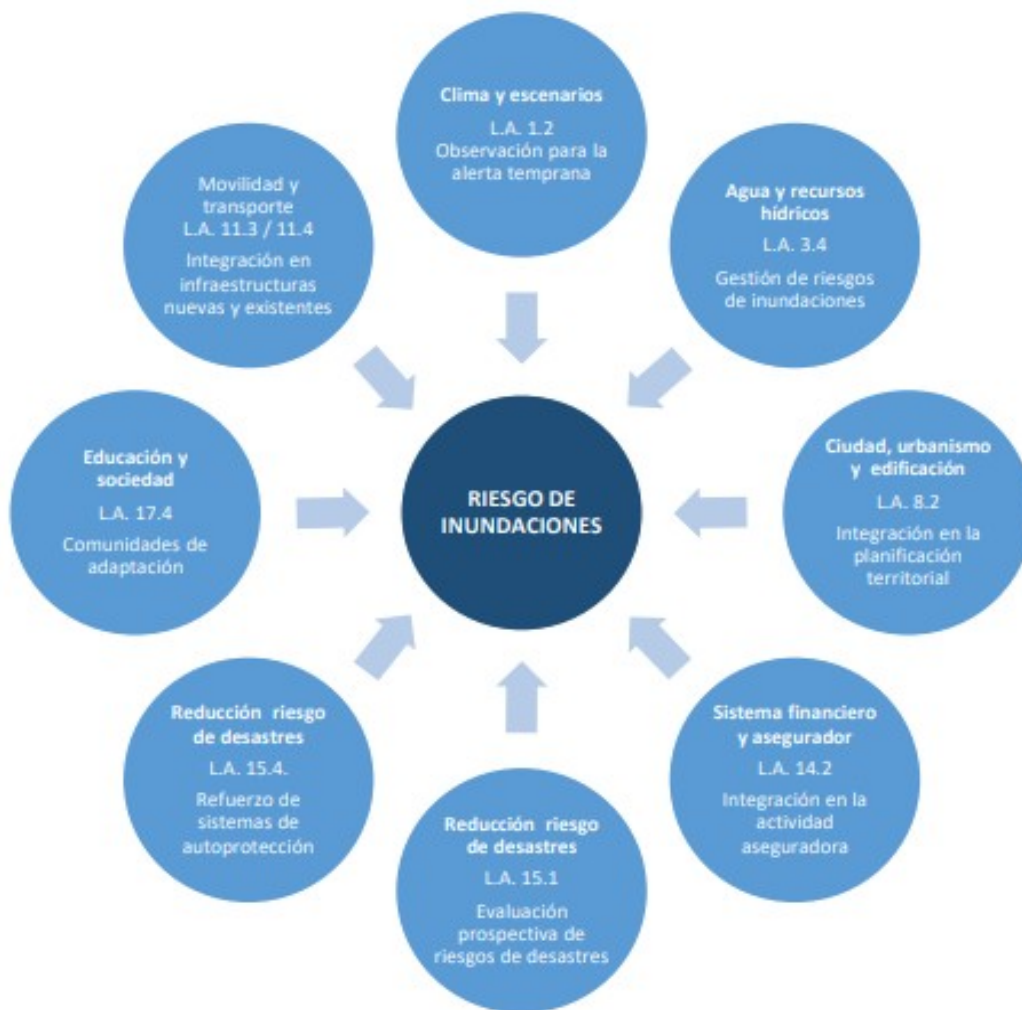 Clima y escenarios
L.A. 1.2
Observación para la
alerta temprana
Agua y recursos
hídricos
L.A. 3.4
Gestión de riesgos
de inundaciones
Ciudad, urbanismo
y edificación
L.A. 8.2
Integración en la
planificación
territorial
Sistema financiero
y asegurador
L.A. 14.2
Integración en la
actividad
aseguradora
Reducción riesgo
de desastres
L.A. 15.1
Evaluación
prospectiva de
riesgos de desastres
Reducción riesgo
de desastres
L.A. 15.4.
Refuerzo de
sistemas de
autoprotección
Educación y
sociedad
L.A. 17.4
Comunidades de
adaptación
Movilidad y
transporte
L.A. 11.3 / 11.4
Integración en
infraestructuras
nuevas y existentes
RIESGO DE
INUNDACIONES